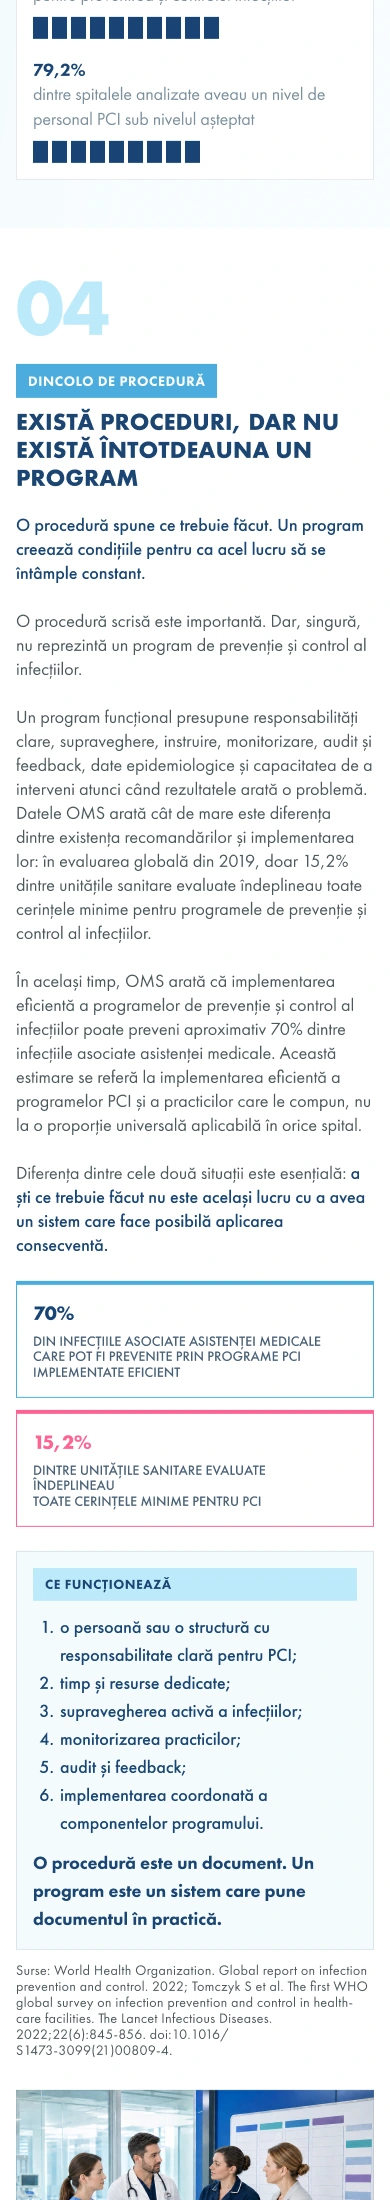 79,2%
dintre spitalele analizate aveau un nivel de
personal PCI sub nivelul așteptat
04
DINCOLO DE PROCEDURĂ
EXISTĂ PROCEDURI, DAR NU
EXISTĂ ÎNTOTDEAUNA UN
PROGRAM
O procedură spune ce trebuie făcut. Un program
creează condițiile pentru ca acel lucru să se
întâmple constant.
O procedură scrisă este importantă. Dar, singură,
nu reprezintă un program de prevenție și control al
infecțiilor.
Un program funcțional presupune responsabilități
clare, supraveghere, instruire, monitorizare, audit și
feedback, date epidemiologice și capacitatea de a
interveni atunci când rezultatele arată o problemă.
Datele OMS arată cât de mare este diferența
dintre existența recomandărilor și implementarea
lor: în evaluarea globală din 2019, doar 15,2%
dintre unitățile sanitare evaluate îndeplineau toate
cerințele minime pentru programele de prevenție și
control al infecțiilor.
În același timp, OMS arată că implementarea
eficientă a programelor de prevenție și control al
infecțiilor poate preveni aproximativ 70% dintre
infecțiile asociate asistenței medicale. Această
estimare se referă la implementarea eficientă a
programelor PCI și a practicilor care le compun, nu
la o proporție universală aplicabilă în orice spital.
Diferența dintre cele două situații este esențială: a
ști ce trebuie făcut nu este același lucru cu a avea
un sistem care face posibilă aplicarea
consecventă.
70%
DIN INFECȚIILE ASOCIATE ASISTENȚEI MEDICALE
CARE POT FI PREVENITE PRIN PROGRAME PCI
IMPLEMENTATE EFICIENT
15,2%
DINTRE UNITĂȚILE SANITARE EVALUATE
ÎNDEPLINEAU
TOATE CERINȚELE MINIME PENTRU PCI
CE FUNCȚIONEAZĂ
1. o persoană sau o structură cu
responsabilitate clară pentru PCI;
2. timp și resurse dedicate;
3. supravegherea activă a infecțiilor;
4. monitorizarea practicilor;
5. audit și feedback;
6. implementarea coordonată a
componentelor programului.
O procedură este un document. Un
program este un sistem care pune
documentul în practică.
Surse: World Health Organization. Global report on infection
prevention and control. 2022; Tomczyk S et al. The first WHO
global survey on infection prevention and control in health-
care facilities. The Lancet Infectious Diseases.
2022;22(6):845-856. doi:10.1016/
S1473-3099(21)00809-4.